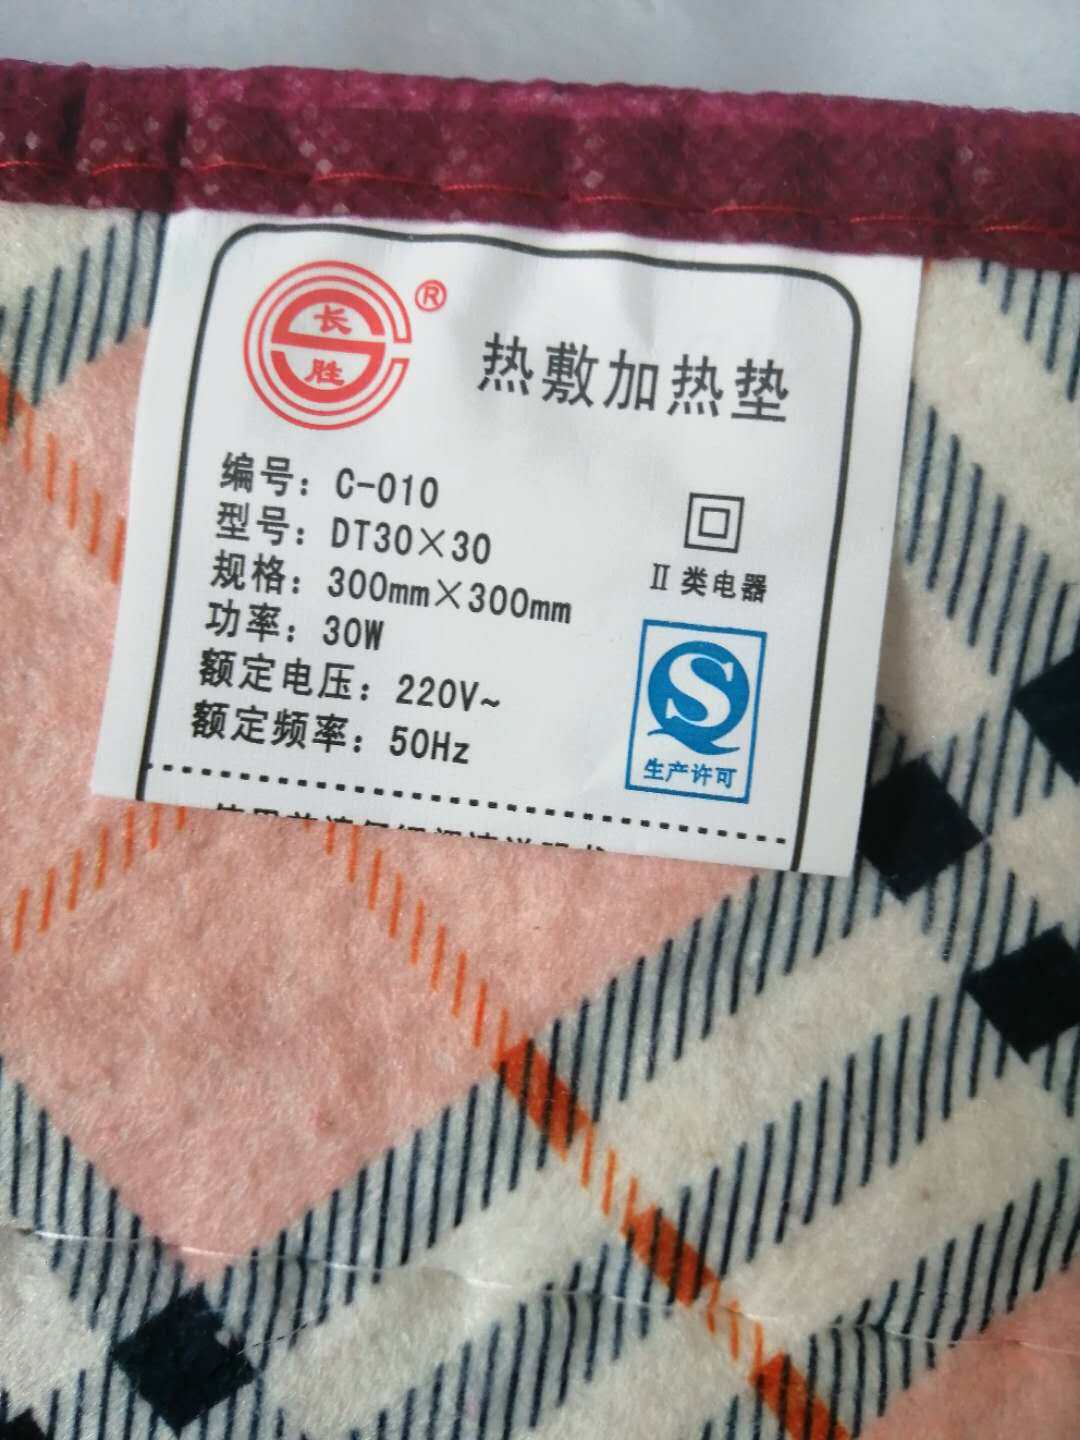 长
胜
®
热敷加热垫
编号：C-010
型号：DT30×30
规格：300mm×300mm
功率：30W
额定电压：220V~
额定频率：50Hz
Ⅱ 类电器
生产许可